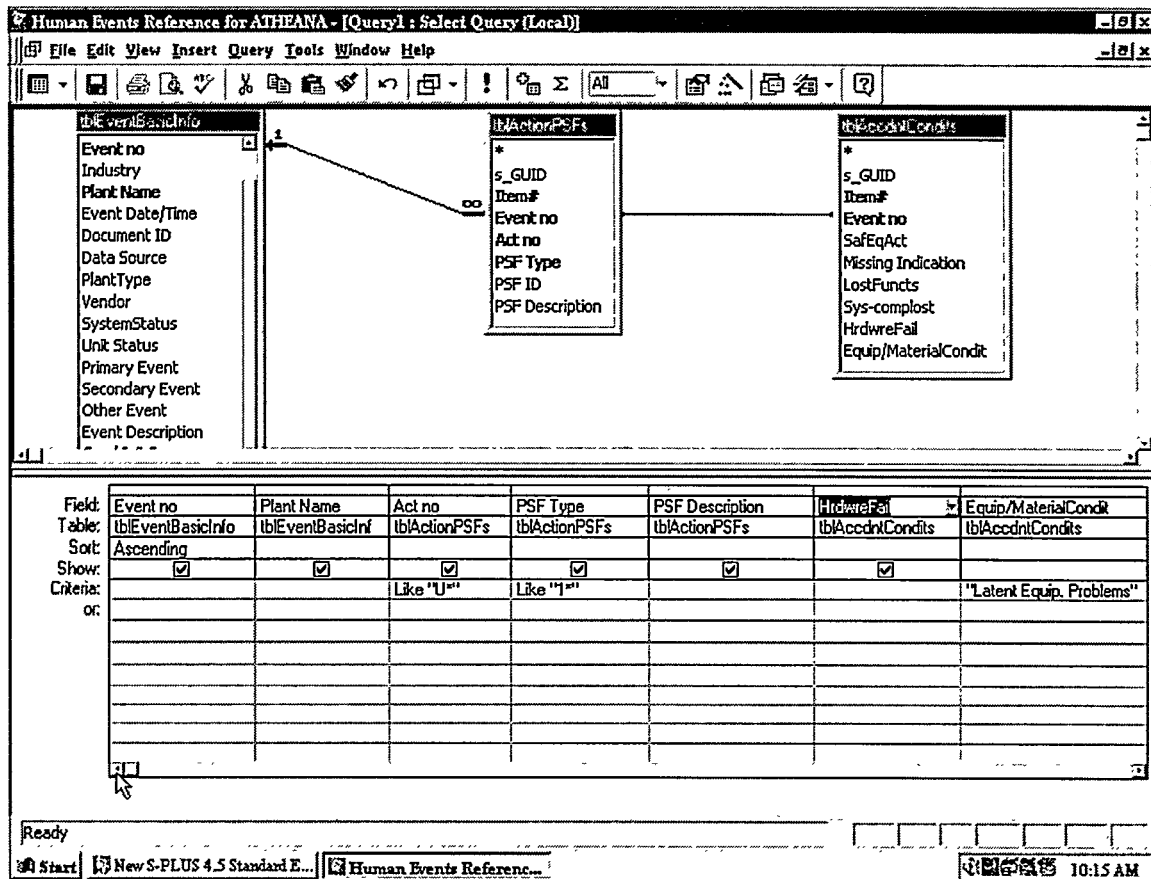 Human Events Reference for ATHEANA - [Query1 : Select Query (Local)]
File Edit View Insert Query Tools Window Help
All
tblEventBasicInfo
Event no
Industry
Plant Name
Event Date/Time
Document ID
Data Source
PlantType
Vendor
SystemStatus
Unit Status
Primary Event
Secondary Event
Other Event
Event Description
1
∞
tblActionPSFs
*
s_GUID
Item#
Event no
Act no
PSF Type
PSF ID
PSF Description
tblAccdntCondits
*
s_GUID
Item#
Event no
SafEqAct
Missing Indication
LostFuncts
Sys-complost
HrdwreFail
Equip/MaterialCondit
Field: Event no Plant Name Act no PSF Type PSF Description HrdwreFail Equip/MaterialCondit
Table: tblEventBasicInfo tblEventBasicInf tblActionPSFs tblActionPSFs tblActionPSFs tblAccdntCondits tblAccdntCondits
Sort: Ascending
Show:
Criteria: Like "U*" Like "1*" "Latent Equip. Problems"
or:
Ready
Start New S-PLUS 4.5 Standard E... Human Events Referenc... 10:15 AM